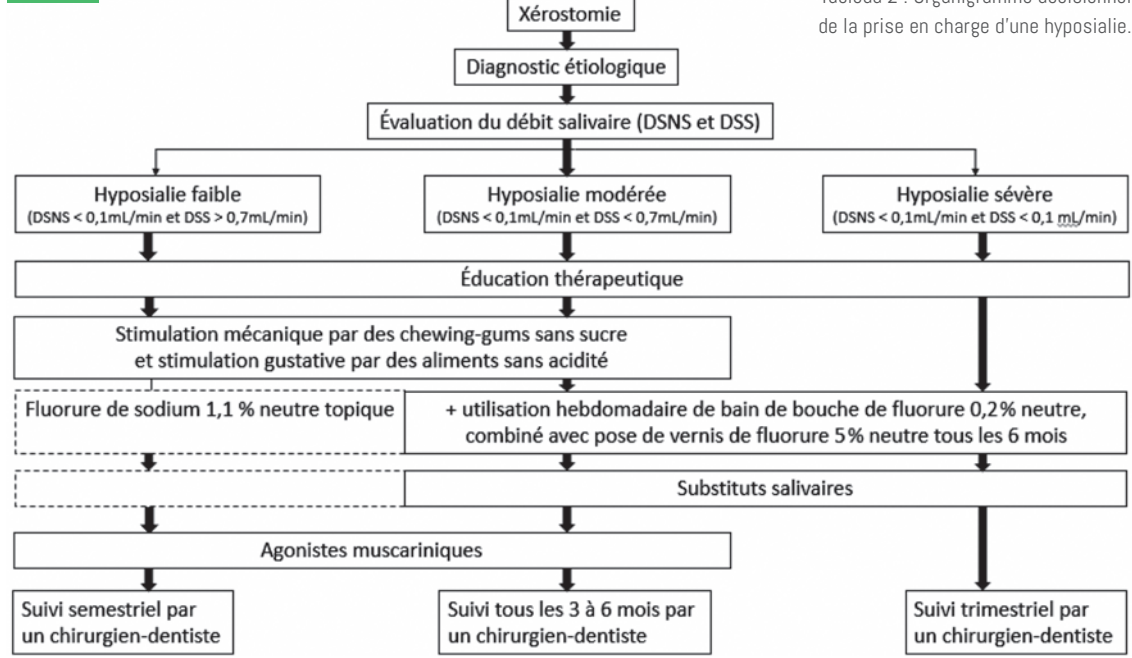 Xérostomie
de la prise en charge d'une hyposialie.
Diagnostic étiologique
Évaluation du débit salivaire (DSNS et DSS)
Hyposialie faible
(DSNS < 0,1mL/min et DSS > 0,7mL/min)
Hyposialie modérée
(DSNS < 0,1mL/min et DSS < 0,7mL/min)
Hyposialie sévère
(DSNS < 0,1mL/min et DSS < 0,1 mL/min)
Éducation thérapeutique
Stimulation mécanique par des chewing-gums sans sucre
et stimulation gustative par des aliments sans acidité
Fluorure de sodium 1,1 % neutre topique
+ utilisation hebdomadaire de bain de bouche de fluorure 0,2% neutre,
combiné avec pose de vernis de fluorure 5% neutre tous les 6 mois
Substituts salivaires
Agonistes muscariniques
Suivi semestriel par
un chirurgien-dentiste
Suivi tous les 3 à 6 mois par
un chirurgien-dentiste
Suivi trimestriel par
un chirurgien-dentiste